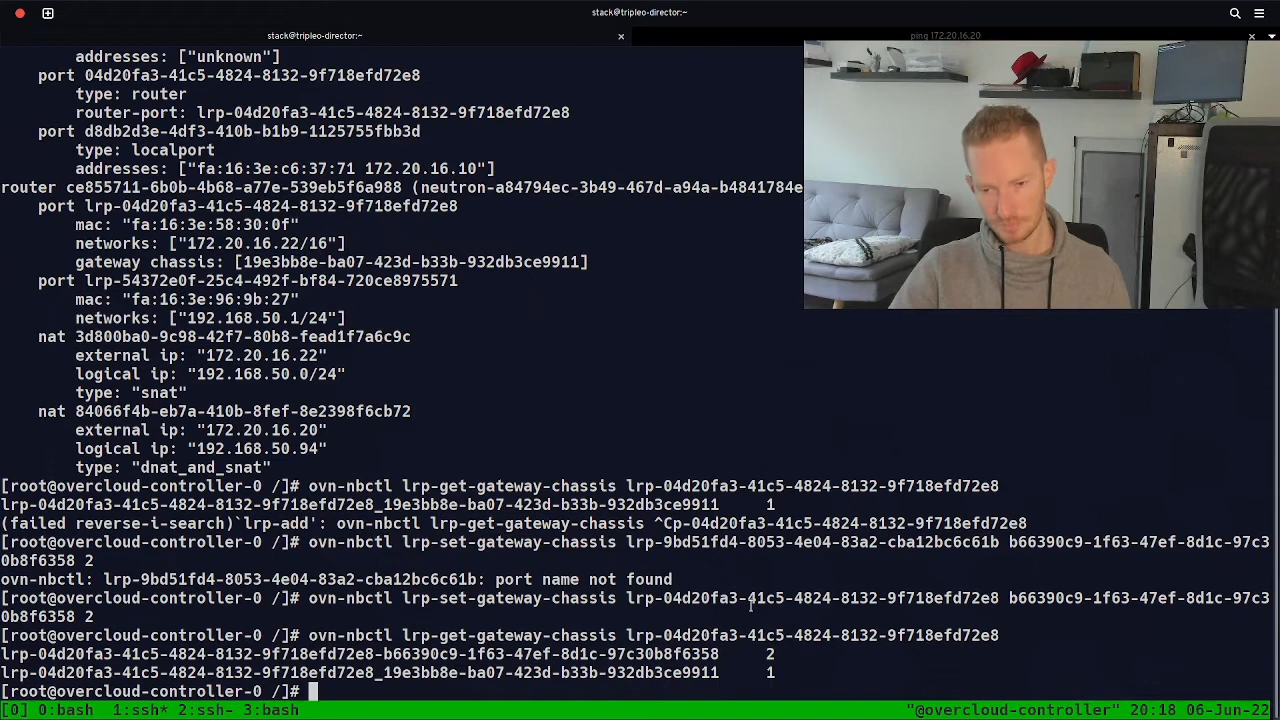 stack@tripleo-director:~
stack@tripleo-director:~
ping 172.20.16.20
addresses: ["unknown"]
port 04d20fa3-41c5-4824-8132-9f718efd72e8
type: router
router-port: lrp-04d20fa3-41c5-4824-8132-9f718efd72e8
port d8db2d3e-4df3-410b-b1b9-1125755fbb3d
type: localport
addresses: ["fa:16:3e:c6:37:71 172.20.16.10"]
router ce855711-6b0b-4b68-a77e-539eb5f6a988 (neutron-a84794ec-3b49-467d-a94a-b4841784e
port lrp-04d20fa3-41c5-4824-8132-9f718efd72e8
mac: "fa:16:3e:58:30:0f"
networks: ["172.20.16.22/16"]
gateway chassis: [19e3bb8e-ba07-423d-b33b-932db3ce9911]
port lrp-54372e0f-25c4-492f-bf84-720ce8975571
mac: "fa:16:3e:96:9b:27"
networks: ["192.168.50.1/24"]
nat 3d800ba0-9c98-42f7-80b8-fead1f7a6c9c
external ip: "172.20.16.22"
logical ip: "192.168.50.0/24"
type: "snat"
nat 84066f4b-eb7a-410b-8fef-8e2398f6cb72
external ip: "172.20.16.20"
logical ip: "192.168.50.94"
type: "dnat_and_snat"
[root@overcloud-controller-0 /]# ovn-nbctl lrp-get-gateway-chassis lrp-04d20fa3-41c5-4824-8132-9f718efd72e8
lrp-04d20fa3-41c5-4824-8132-9f718efd72e8_19e3bb8e-ba07-423d-b33b-932db3ce9911     1
(failed reverse-i-search)`lrp-add': ovn-nbctl lrp-get-gateway-chassis ^Cp-04d20fa3-41c5-4824-8132-9f718efd72e8
[root@overcloud-controller-0 /]# ovn-nbctl lrp-set-gateway-chassis lrp-9bd51fd4-8053-4e04-83a2-cba12bc6c61b b66390c9-1f63-47ef-8d1c-97c3
0b8f6358 2
ovn-nbctl: lrp-9bd51fd4-8053-4e04-83a2-cba12bc6c61b: port name not found
[root@overcloud-controller-0 /]# ovn-nbctl lrp-set-gateway-chassis lrp-04d20fa3-41c5-4824-8132-9f718efd72e8 b66390c9-1f63-47ef-8d1c-97c3
0b8f6358 2
[root@overcloud-controller-0 /]# ovn-nbctl lrp-get-gateway-chassis lrp-04d20fa3-41c5-4824-8132-9f718efd72e8
lrp-04d20fa3-41c5-4824-8132-9f718efd72e8-b66390c9-1f63-47ef-8d1c-97c30b8f6358     2
lrp-04d20fa3-41c5-4824-8132-9f718efd72e8_19e3bb8e-ba07-423d-b33b-932db3ce9911     1
[root@overcloud-controller-0 /]#
[0] 0:bash  1:ssh* 2:ssh- 3:bash "@overcloud-controller" 20:18 06-Jun-22